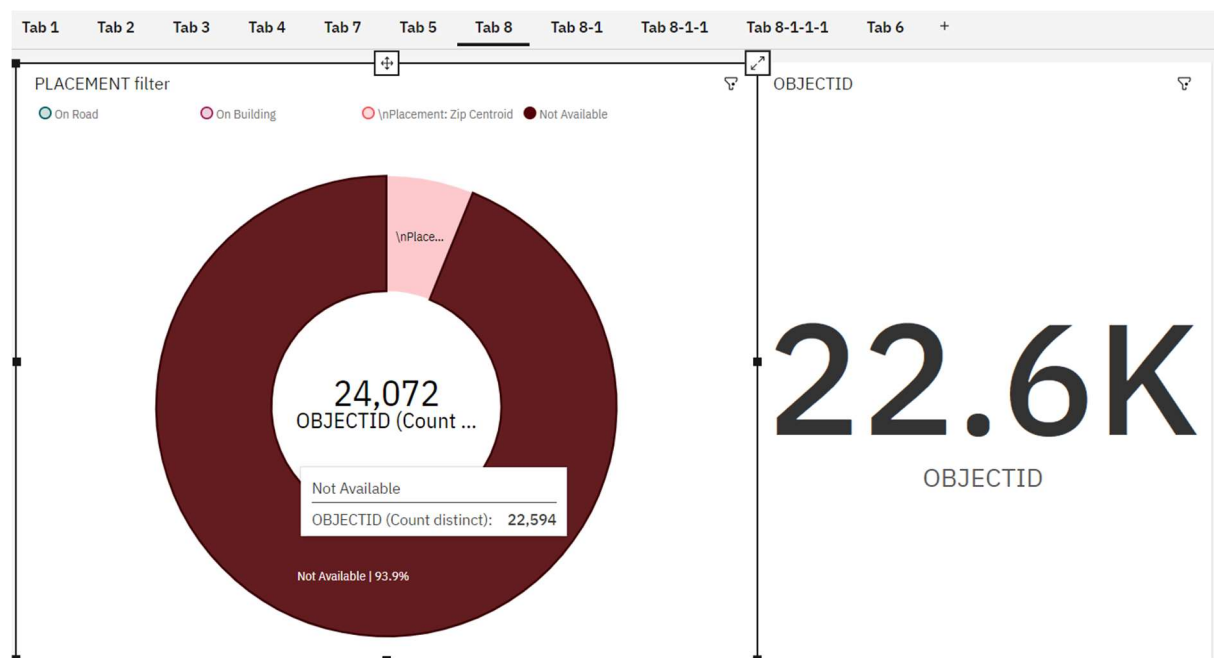 Tab 1 Tab 2 Tab 3 Tab 4 Tab 7 Tab 5 Tab 8 Tab 8-1 Tab 8-1-1 Tab 8-1-1-1 Tab 6 +
PLACEMENT filter
On Road On Building \nPlacement: Zip Centroid Not Available
\nPlace...
24,072
OBJECTID (Count ...
Not Available
OBJECTID (Count distinct): 22,594
Not Available | 93.9%
OBJECTID
22.6K
OBJECTID